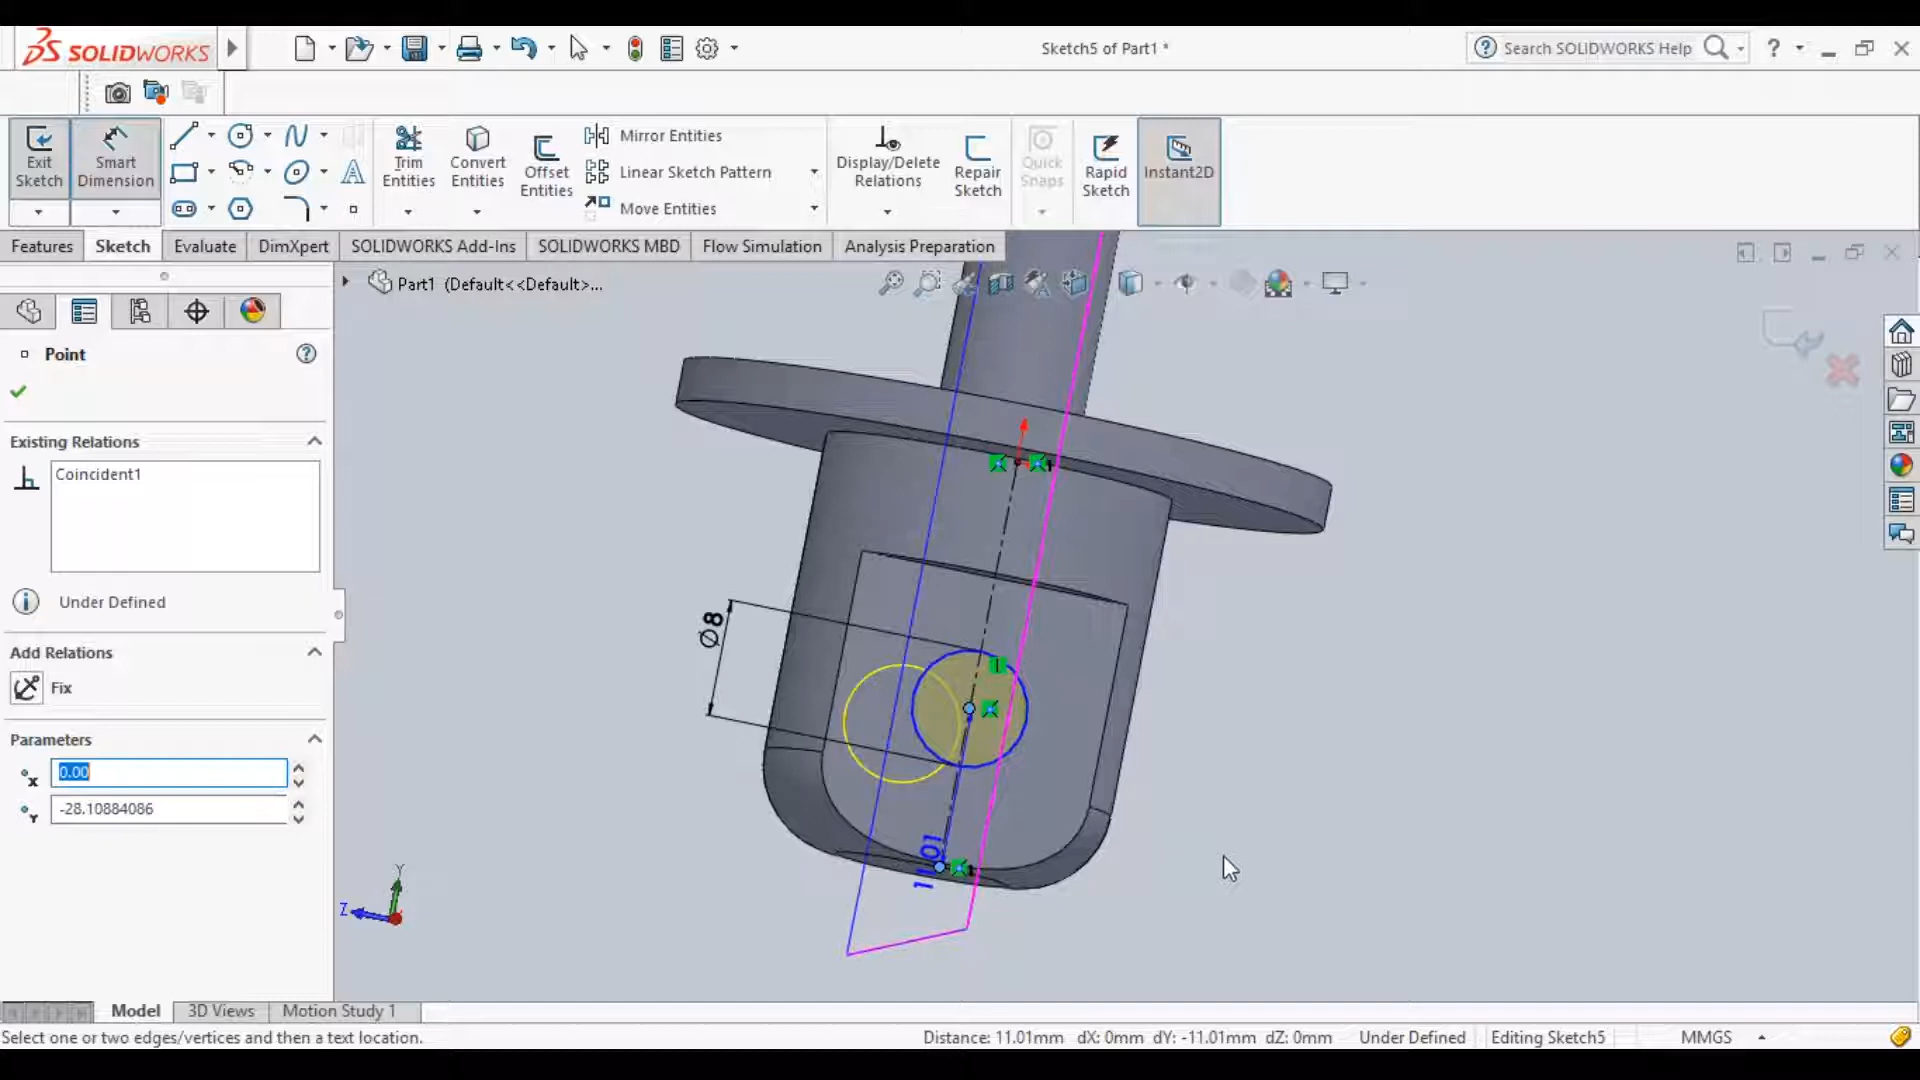 SOLIDWORKS
Sketch5 of Part1 *
Search SOLIDWORKS Help
?
Exit Sketch
Smart Dimension
Trim Entities
Convert Entities
Offset Entities
Mirror Entities
Linear Sketch Pattern
Move Entities
Display/Delete Relations
Repair Sketch
Quick Snaps
Rapid Sketch
Instant2D
Features
Sketch
Evaluate
DimXpert
SOLIDWORKS Add-Ins
SOLIDWORKS MBD
Flow Simulation
Analysis Preparation
Part1 (Default<<Default>...
Point
Existing Relations
Coincident1
Under Defined
Add Relations
Fix
Parameters
X
0.00
Y
-28.10884086
Ø8
11.01
Y
Z
Model
3D Views
Motion Study 1
Select one or two edges/vertices and then a text location.
Distance: 11.01mm dX: 0mm dY: -11.01mm dZ: 0mm
Under Defined
Editing Sketch5
MMGS